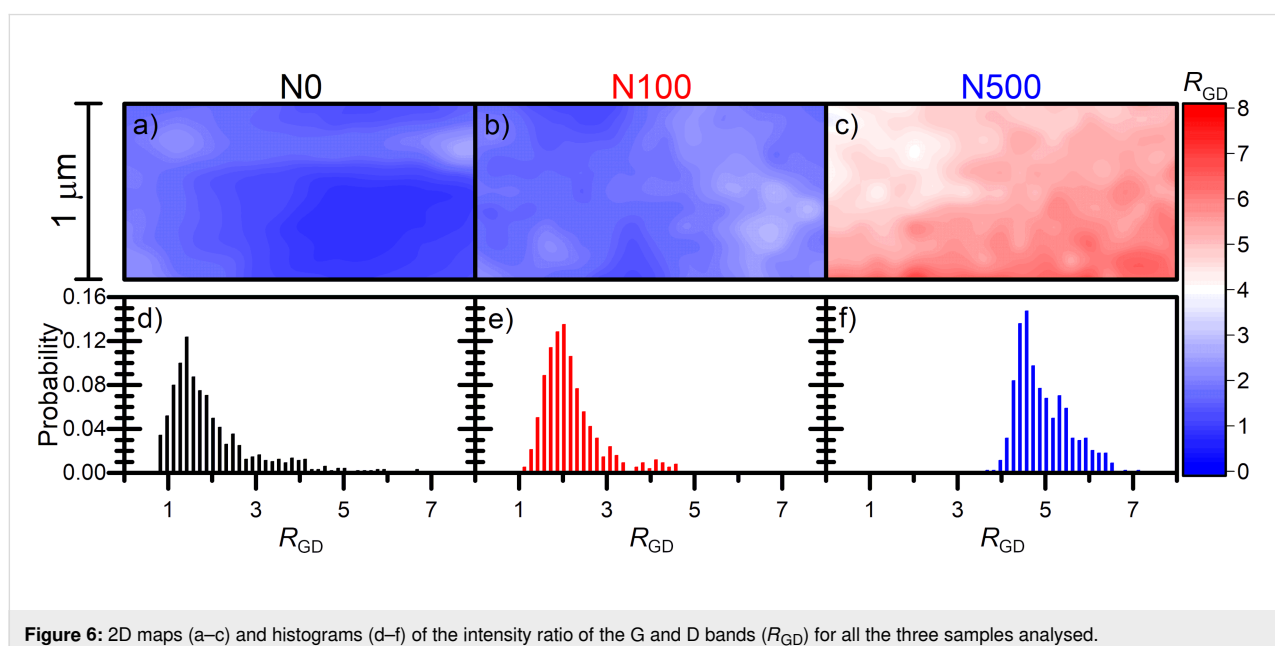 N0 N100 N500 R_GD
a) b) c)
1 μm
8
7
6
5
4
3
2
1
0
d) e) f)
Probability
0.16
0.12
0.08
0.04
0.00
1 3 5 7 1 3 5 7 1 3 5 7
R_GD R_GD R_GD
Figure 6: 2D maps (a–c) and histograms (d–f) of the intensity ratio of the G and D bands (R_GD) for all the three samples analysed.